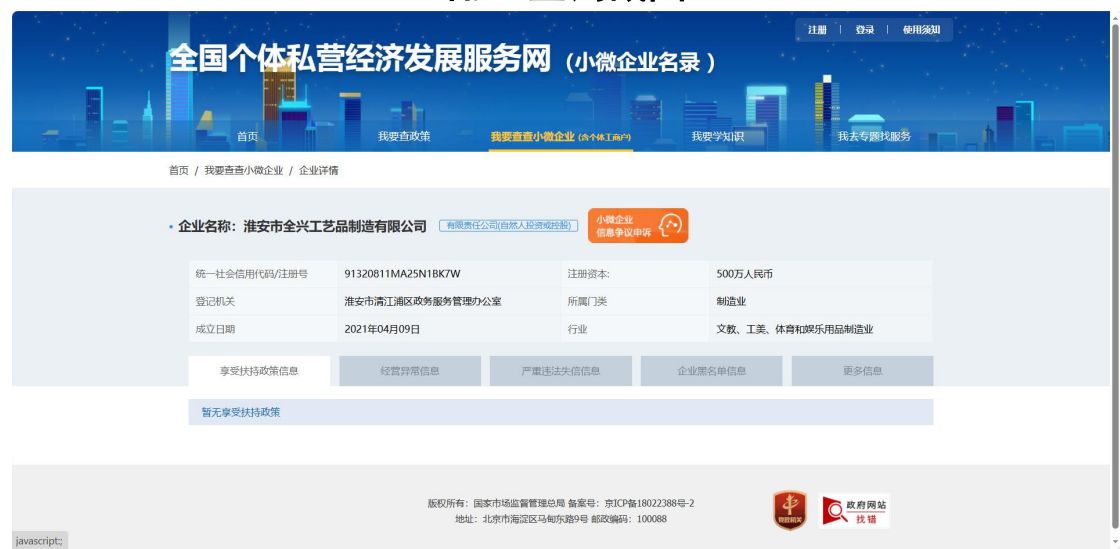 注册 | 登录 | 使用须知
全国个体私营经济发展服务网（小微企业名录）
首页 我要查政策 我要查查小微企业 (含个体工商户) 我要学知识 我去专题找服务
首页 / 我要查查小微企业 / 企业详情
• 企业名称：淮安市全兴工艺品制造有限公司 有限责任公司(自然人投资或控股) 小微企业
信息争议申诉
统一社会信用代码/注册号 91320811MA25N1BK7W 注册资本: 500万人民币
登记机关 淮安市清江浦区政务服务管理办公室 所属门类 制造业
成立日期 2021年04月09日 行业 文教、工美、体育和娱乐用品制造业
享受扶持政策信息 经营异常信息 严重违法失信信息 企业黑名单信息 更多信息
暂无享受扶持政策
版权所有：国家市场监督管理总局 备案号：京ICP备18022388号-2
地址：北京市海淀区马甸东路9号 邮政编码：100088
党政机关
政府网站
找错
javascript:;